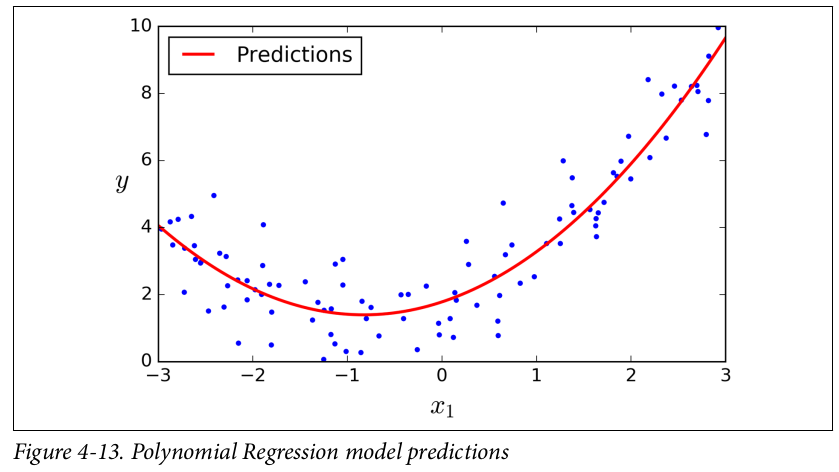 10
Predictions
8
6
y
4
2
0
−3 −2 −1 0 1 2 3
x₁
Figure 4-13. Polynomial Regression model predictions